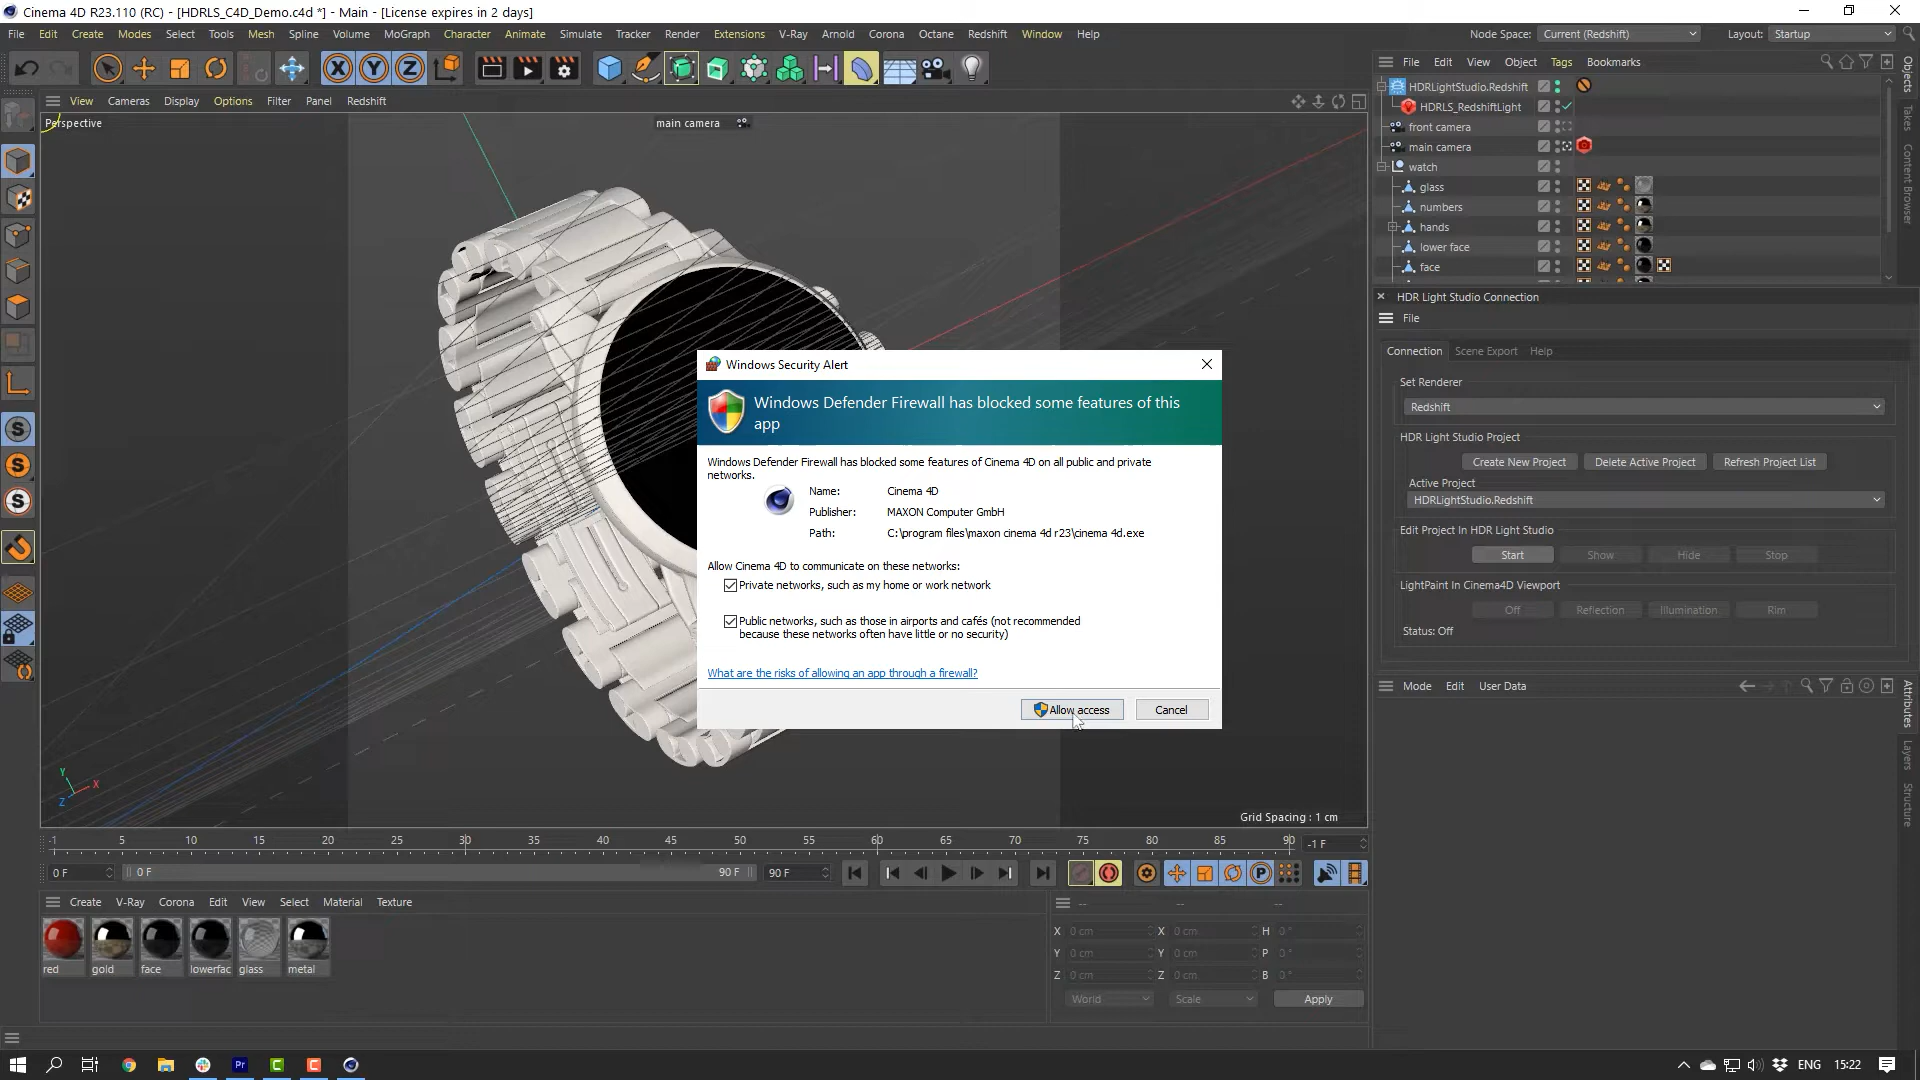 Cinema 4D R23.110 (RC) - [HDRLS_C4D_Demo.c4d *] - Main - [License expires in 2 days]
File Edit Create Modes Select Tools Mesh Spline Volume MoGraph Character Animate Simulate Tracker Render Extensions V-Ray Arnold Corona Octane Redshift Window Help
Node Space: Current (Redshift) Layout: Startup
File Edit View Object Tags Bookmarks
View Cameras Display Options Filter Panel Redshift
Perspective
main camera
HDRLightStudio.Redshift
HDRLS_RedshiftLight
front camera
main camera
watch
glass
numbers
hands
lower face
face
Objects
Takes
Content Browser
HDR Light Studio Connection
File
Connection Scene Export Help
Set Renderer
Redshift
HDR Light Studio Project
Create New Project Delete Active Project Refresh Project List
Active Project
HDRLightStudio.Redshift
Edit Project In HDR Light Studio
Start Show Hide Stop
LightPaint In Cinema4D Viewport
Off Reflection Illumination Rim
Status: Off
Mode Edit User Data
Attributes
Layers
Structure
Windows Security Alert
Windows Defender Firewall has blocked some features of this
app
Windows Defender Firewall has blocked some features of Cinema 4D on all public and private
networks.
Name: Cinema 4D
Publisher: MAXON Computer GmbH
Path: C:\program files\maxon cinema 4d r23\cinema 4d.exe
Allow Cinema 4D to communicate on these networks:
Private networks, such as my home or work network
Public networks, such as those in airports and cafés (not recommended
because these networks often have little or no security)
What are the risks of allowing an app through a firewall?
Allow access Cancel
Y
X
Z
Grid Spacing : 1 cm
-1 5 10 15 20 25 30 35 40 45 50 55 60 65 70 75 80 85 90 -1 F
0 F 0 F 90 F 90 F
Create V-Ray Corona Edit View Select Material Texture
red gold face lowerfac glass metal
-- -- --
X 0 cm X 0 cm H 0 °
Y 0 cm Y 0 cm P 0 °
Z 0 cm Z 0 cm B 0 °
World Scale Apply
ENG 15:22